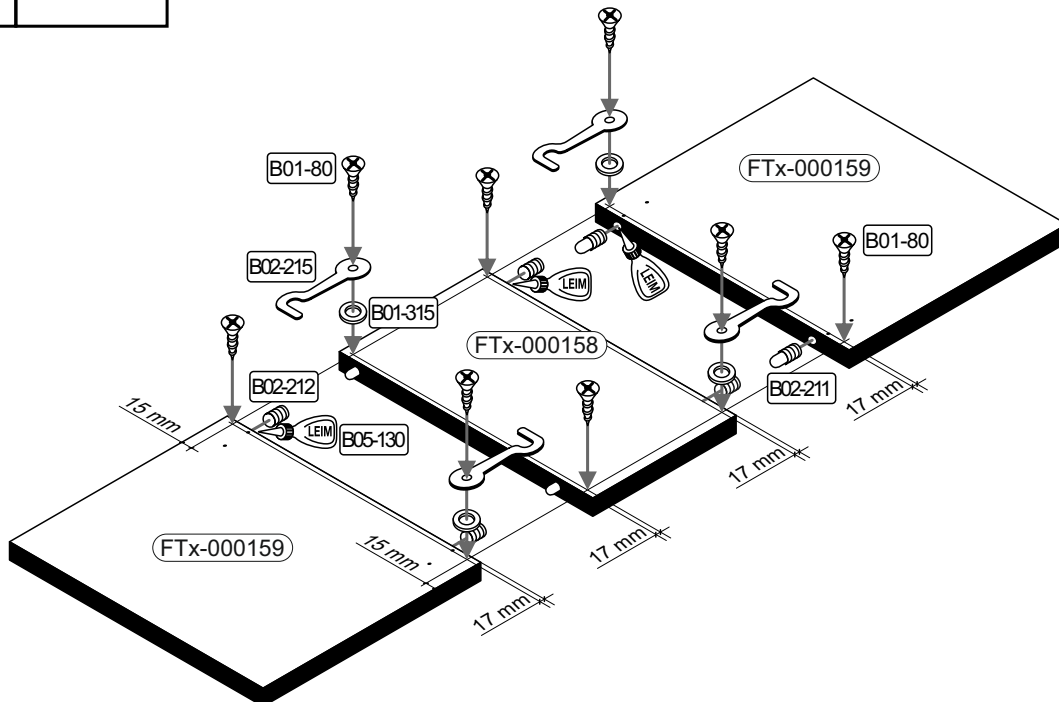 FTx-000159
B01-80
B01-80
B02-215
B01-315
LEIM
LEIM
FTx-000158
B02-212
B02-211
17 mm
15 mm
LEIM
B05-130
17 mm
FTx-000159
15 mm
17 mm
17 mm